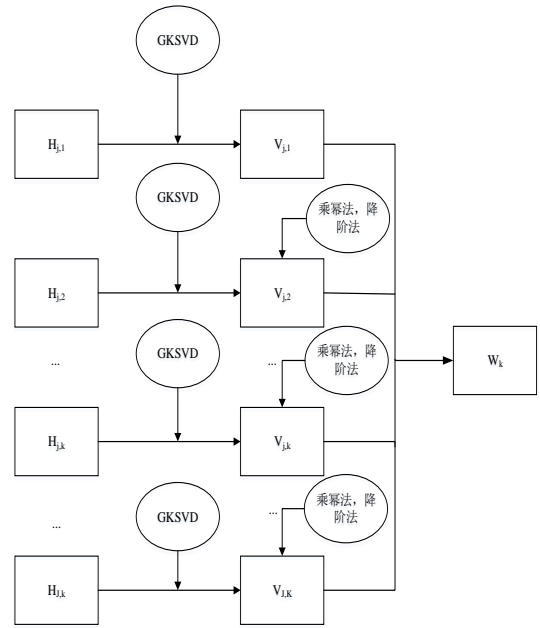 GKSVD
H_{j,1}
V_{j,1}
GKSVD
乘幂法，降
阶法
H_{j,2}
V_{j,2}
...
GKSVD
...
乘幂法，降
阶法
W_k
H_{j,k}
V_{j,k}
...
GKSVD
...
乘幂法，降
阶法
H_{J,k}
V_{J,K}